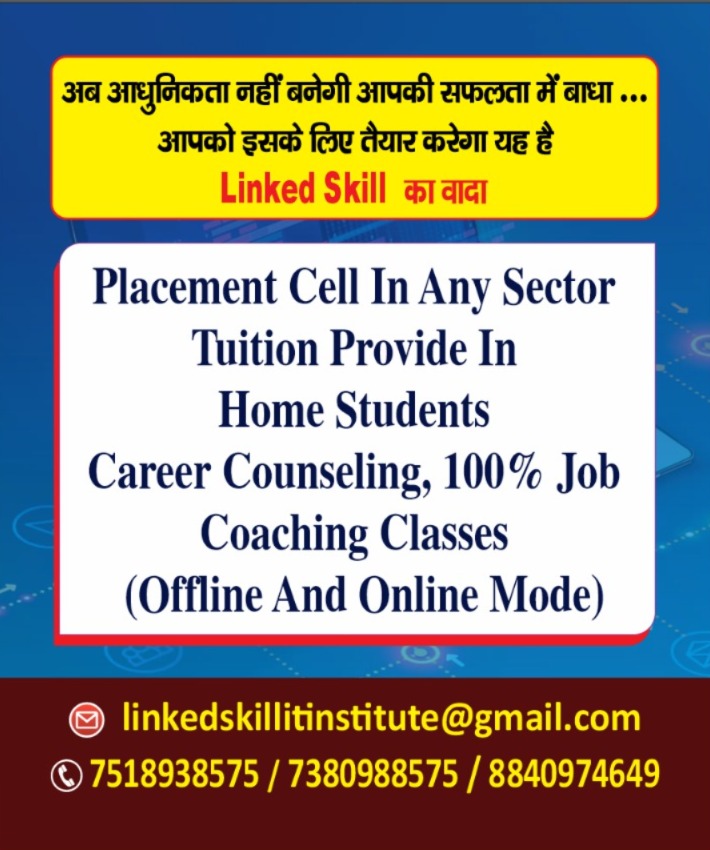 अब आधुनिकता नहीं बनेगी आपकी सफलता में बाधा ...
आपको इसके लिए तैयार करेगा यह है
Linked Skill का वादा
Placement Cell In Any Sector
Tuition Provide In
Home Students
Career Counseling, 100% Job
Coaching Classes
(Offline And Online Mode)
linkedskillitinstitute@gmail.com
7518938575 / 7380988575 / 8840974649